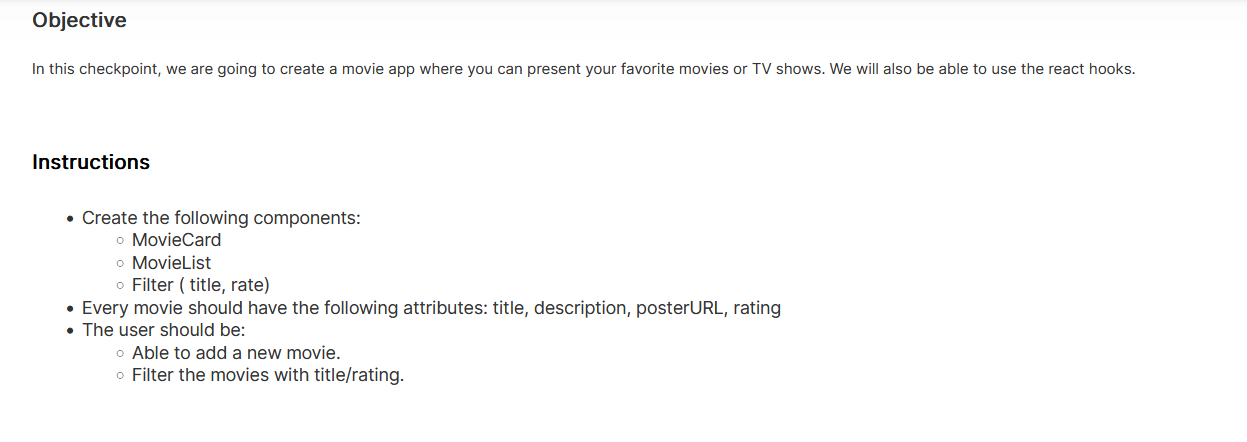 Objective
In this checkpoint, we are going to create a movie app where you can present your favorite movies or TV shows. We will also be able to use the react hooks.
Instructions
• Create the following components:
○ MovieCard
○ MovieList
○ Filter ( title, rate)
• Every movie should have the following attributes: title, description, posterURL, rating
• The user should be:
○ Able to add a new movie.
○ Filter the movies with title/rating.